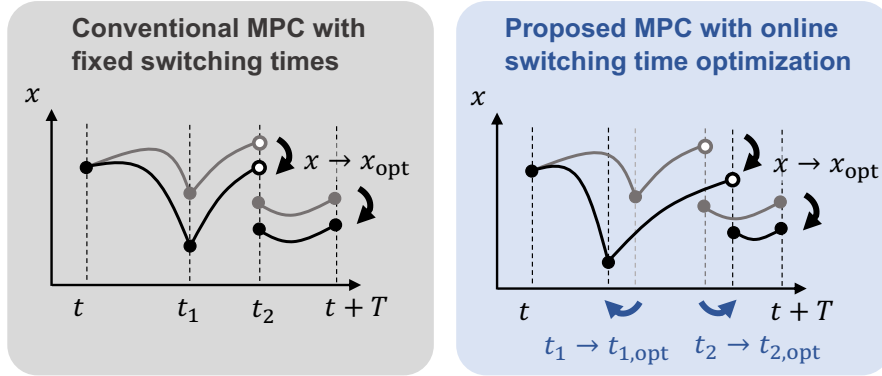 Conventional MPC with
fixed switching times
x
x → x_opt
t
t_1
t_2
t + T
Proposed MPC with online
switching time optimization
x
x → x_opt
t
t + T
t_1 → t_1,opt
t_2 → t_2,opt